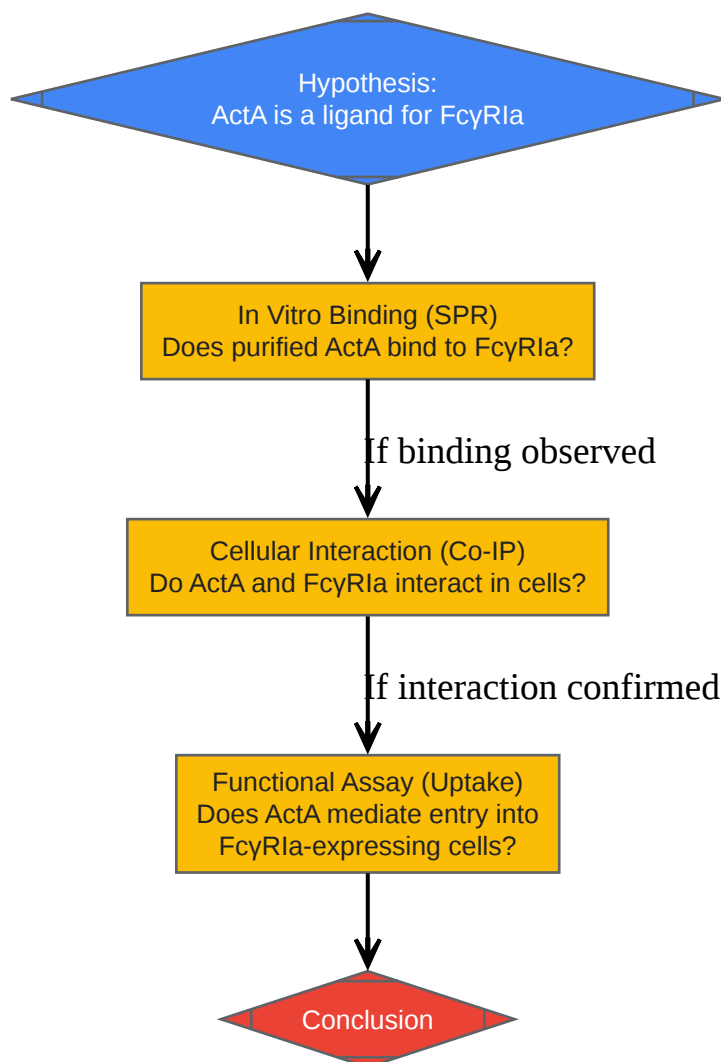 Hypothesis:
ActA is a ligand for FcγRIa
In Vitro Binding (SPR)
Does purified ActA bind to FcγRIa?
If binding observed
Cellular Interaction (Co-IP)
Do ActA and FcγRIa interact in cells?
If interaction confirmed
Functional Assay (Uptake)
Does ActA mediate entry into
FcγRIa-expressing cells?
Conclusion